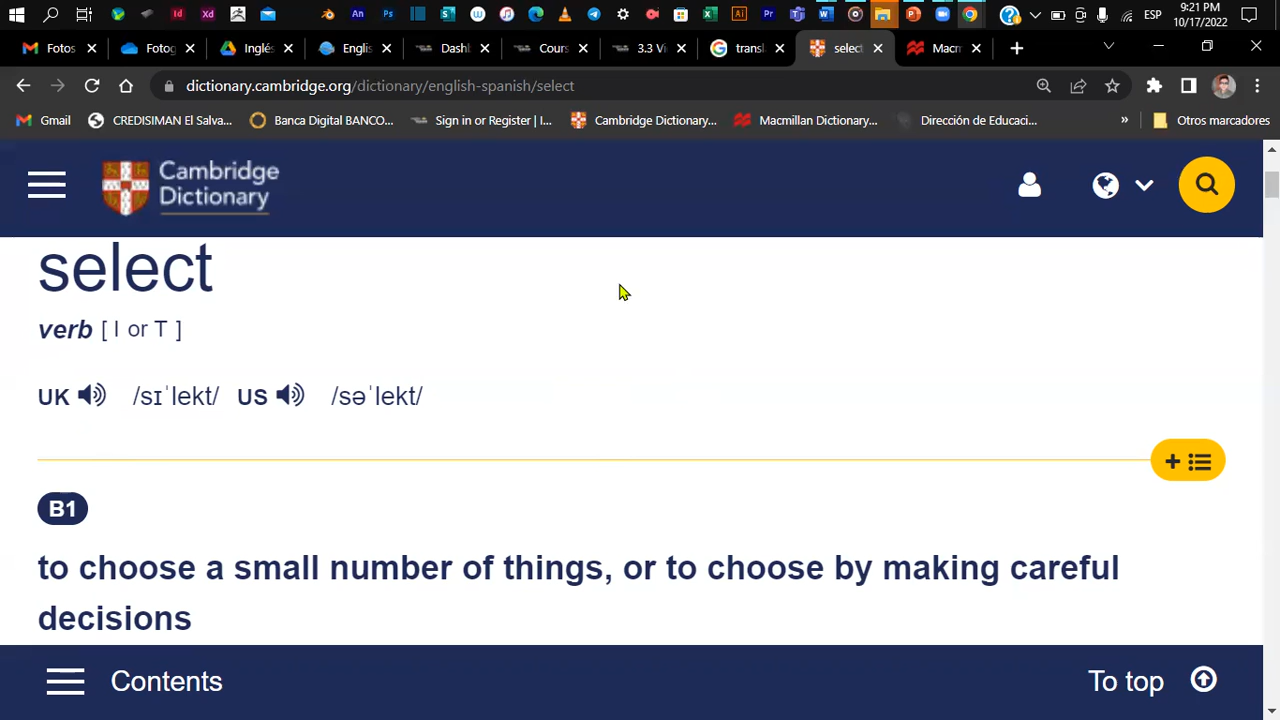 9:21 PM
ESP
10/17/2022
Fotos
Fotog
Inglés
Englis
Dashl
Cours
3.3 Vi
transl
select
Macm
dictionary.cambridge.org/dictionary/english-spanish/select
Gmail
CREDISIMAN El Salva...
Banca Digital BANCO...
Sign in or Register | I...
Cambridge Dictionary...
Macmillan Dictionary...
Dirección de Educaci...
»
Otros marcadores
Cambridge
Dictionary
select
verb [ I or T ]
UK /sɪˈlekt/ US /səˈlekt/
B1
to choose a small number of things, or to choose by making careful
decisions
Contents
To top